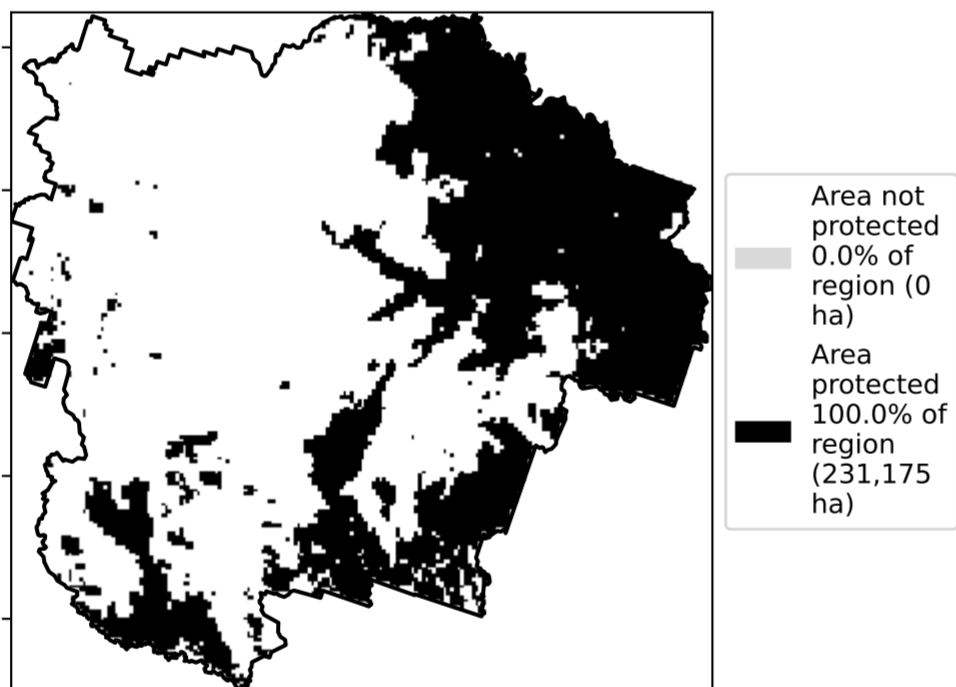 Area not
protected
0.0% of
region (0
ha)
Area
protected
100.0% of
region
(231,175
ha)